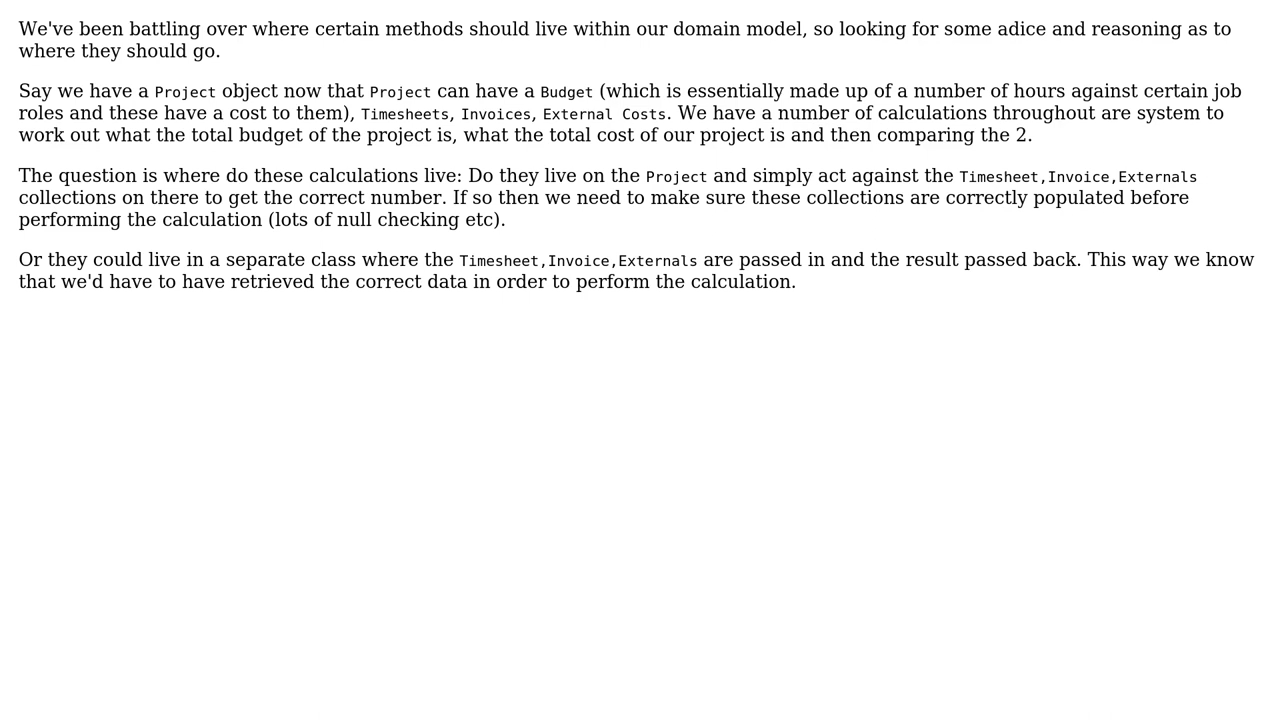 We've been battling over where certain methods should live within our domain model, so looking for some adice and reasoning as to
where they should go.
Say we have a Project object now that Project can have a Budget (which is essentially made up of a number of hours against certain job
roles and these have a cost to them), Timesheets, Invoices, External Costs. We have a number of calculations throughout are system to
work out what the total budget of the project is, what the total cost of our project is and then comparing the 2.
The question is where do these calculations live: Do they live on the Project and simply act against the Timesheet,Invoice,Externals
collections on there to get the correct number. If so then we need to make sure these collections are correctly populated before
performing the calculation (lots of null checking etc).
Or they could live in a separate class where the Timesheet,Invoice,Externals are passed in and the result passed back. This way we know
that we'd have to have retrieved the correct data in order to perform the calculation.